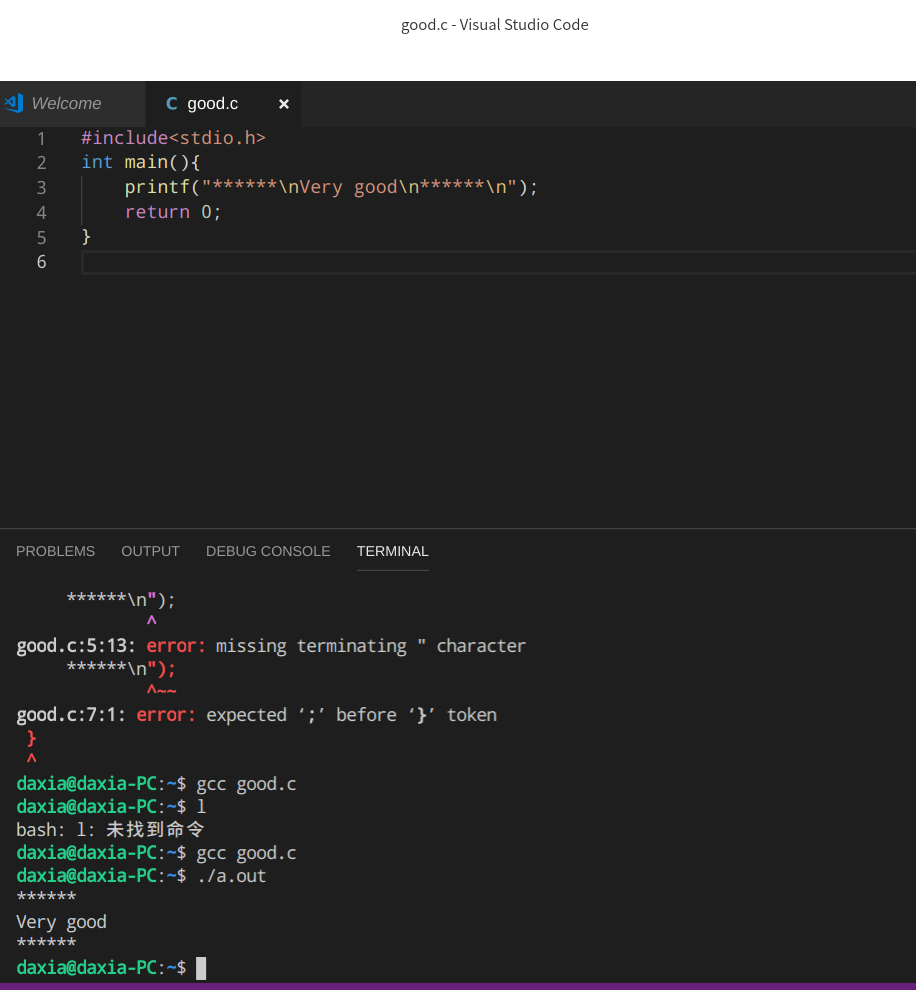 good.c - Visual Studio Code
Welcome
C good.c ×
1 #include<stdio.h>
2 int main(){
3     printf("******\nVery good\n******\n");
4     return 0;
5 }
6
PROBLEMS OUTPUT DEBUG CONSOLE TERMINAL
     ******\n");
             ^
good.c:5:13: error: missing terminating " character
     ******\n");
             ^~~
good.c:7:1: error: expected ‘;’ before ‘}’ token
 }
 ^
daxia@daxia-PC:~$ gcc good.c
daxia@daxia-PC:~$ l
bash: l: 未找到命令
daxia@daxia-PC:~$ gcc good.c
daxia@daxia-PC:~$ ./a.out
******
Very good
******
daxia@daxia-PC:~$